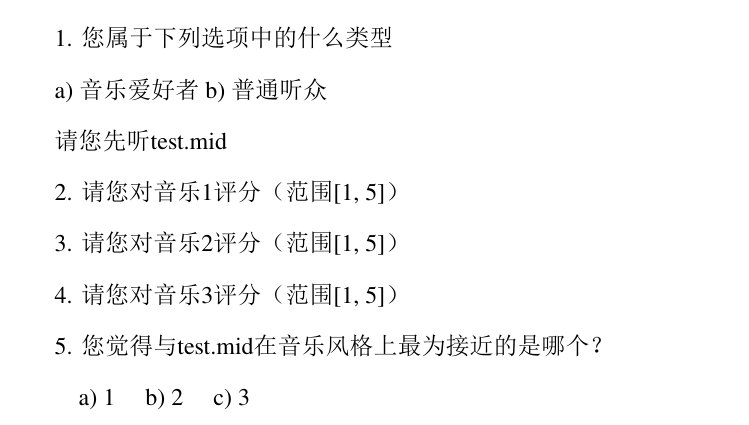 1. 您属于下列选项中的什么类型
a) 音乐爱好者 b) 普通听众
请您先听test.mid
2. 请您对音乐1评分（范围[1, 5]）
3. 请您对音乐2评分（范围[1, 5]）
4. 请您对音乐3评分（范围[1, 5]）
5. 您觉得与test.mid在音乐风格上最为接近的是哪个？
a) 1 b) 2 c) 3